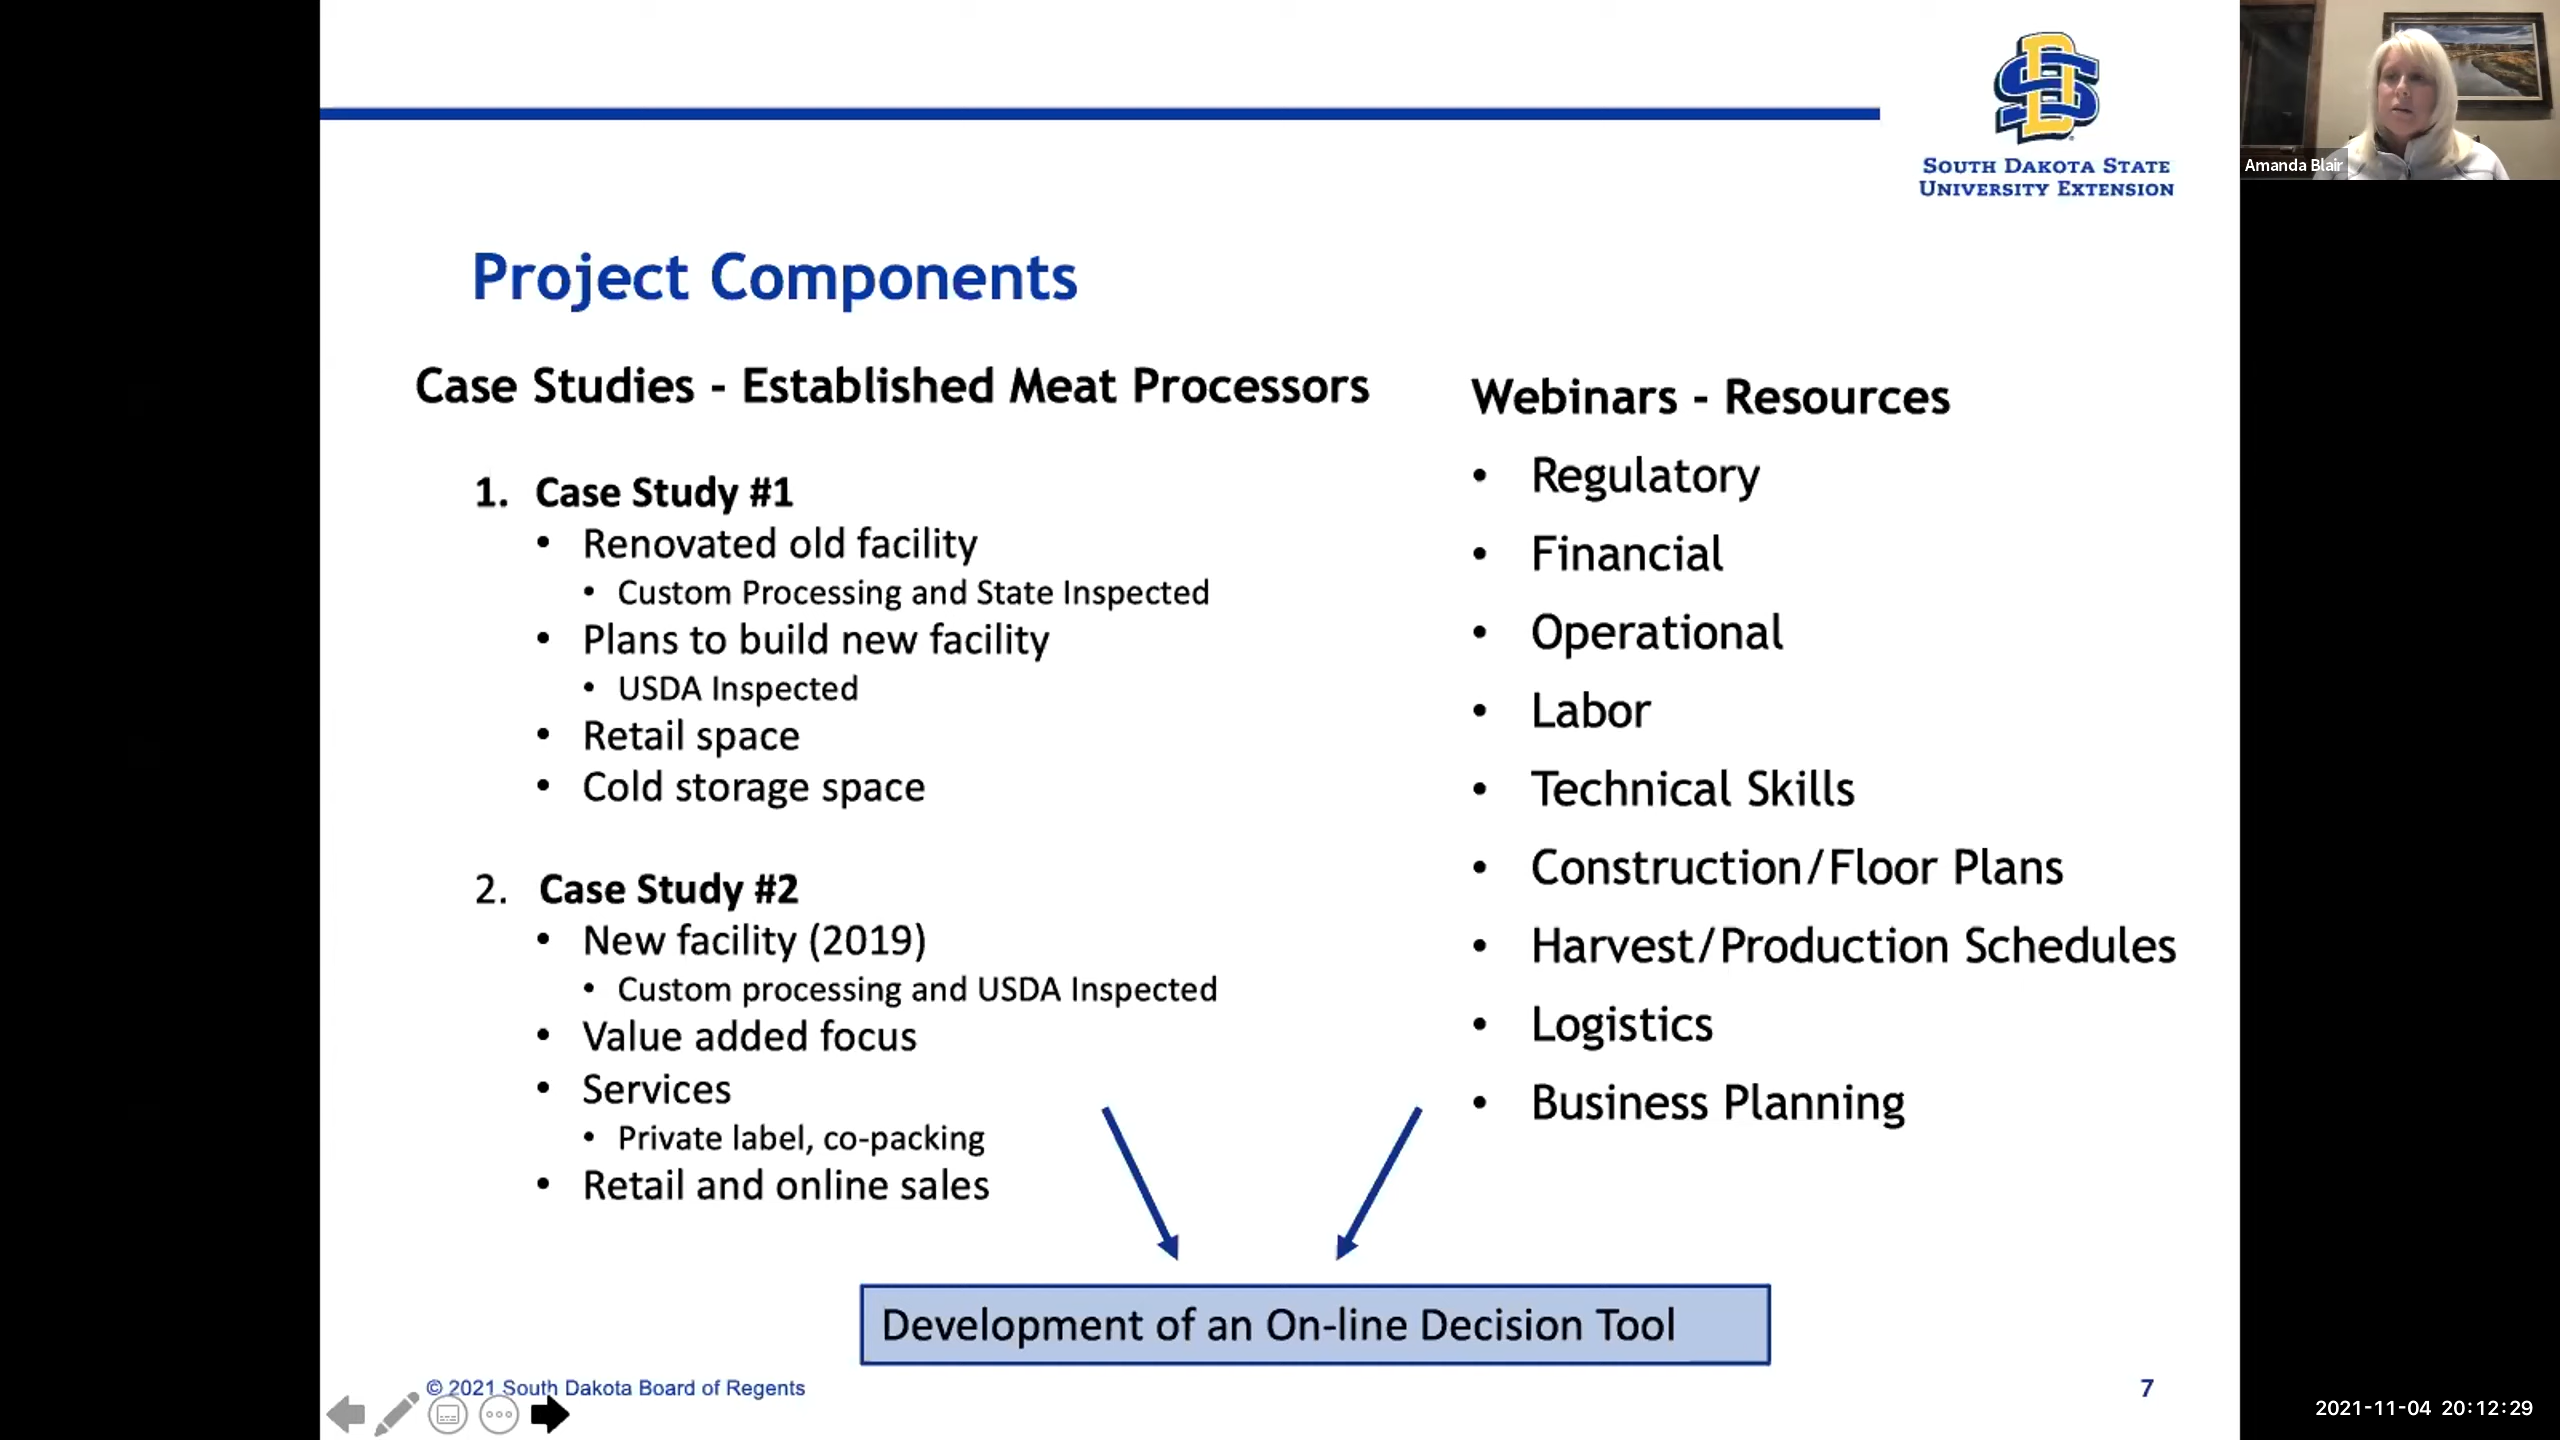 SOUTH DAKOTA STATE
UNIVERSITY EXTENSION
Amanda Blair
Project Components
Case Studies - Established Meat Processors
1. Case Study #1
• Renovated old facility
• Custom Processing and State Inspected
• Plans to build new facility
• USDA Inspected
• Retail space
• Cold storage space
2. Case Study #2
• New facility (2019)
• Custom processing and USDA Inspected
• Value added focus
• Services
• Private label, co-packing
• Retail and online sales
Webinars - Resources
• Regulatory
• Financial
• Operational
• Labor
• Technical Skills
• Construction/Floor Plans
• Harvest/Production Schedules
• Logistics
• Business Planning
Development of an On-line Decision Tool
© 2021 South Dakota Board of Regents
7
2021-11-04 20:12:29